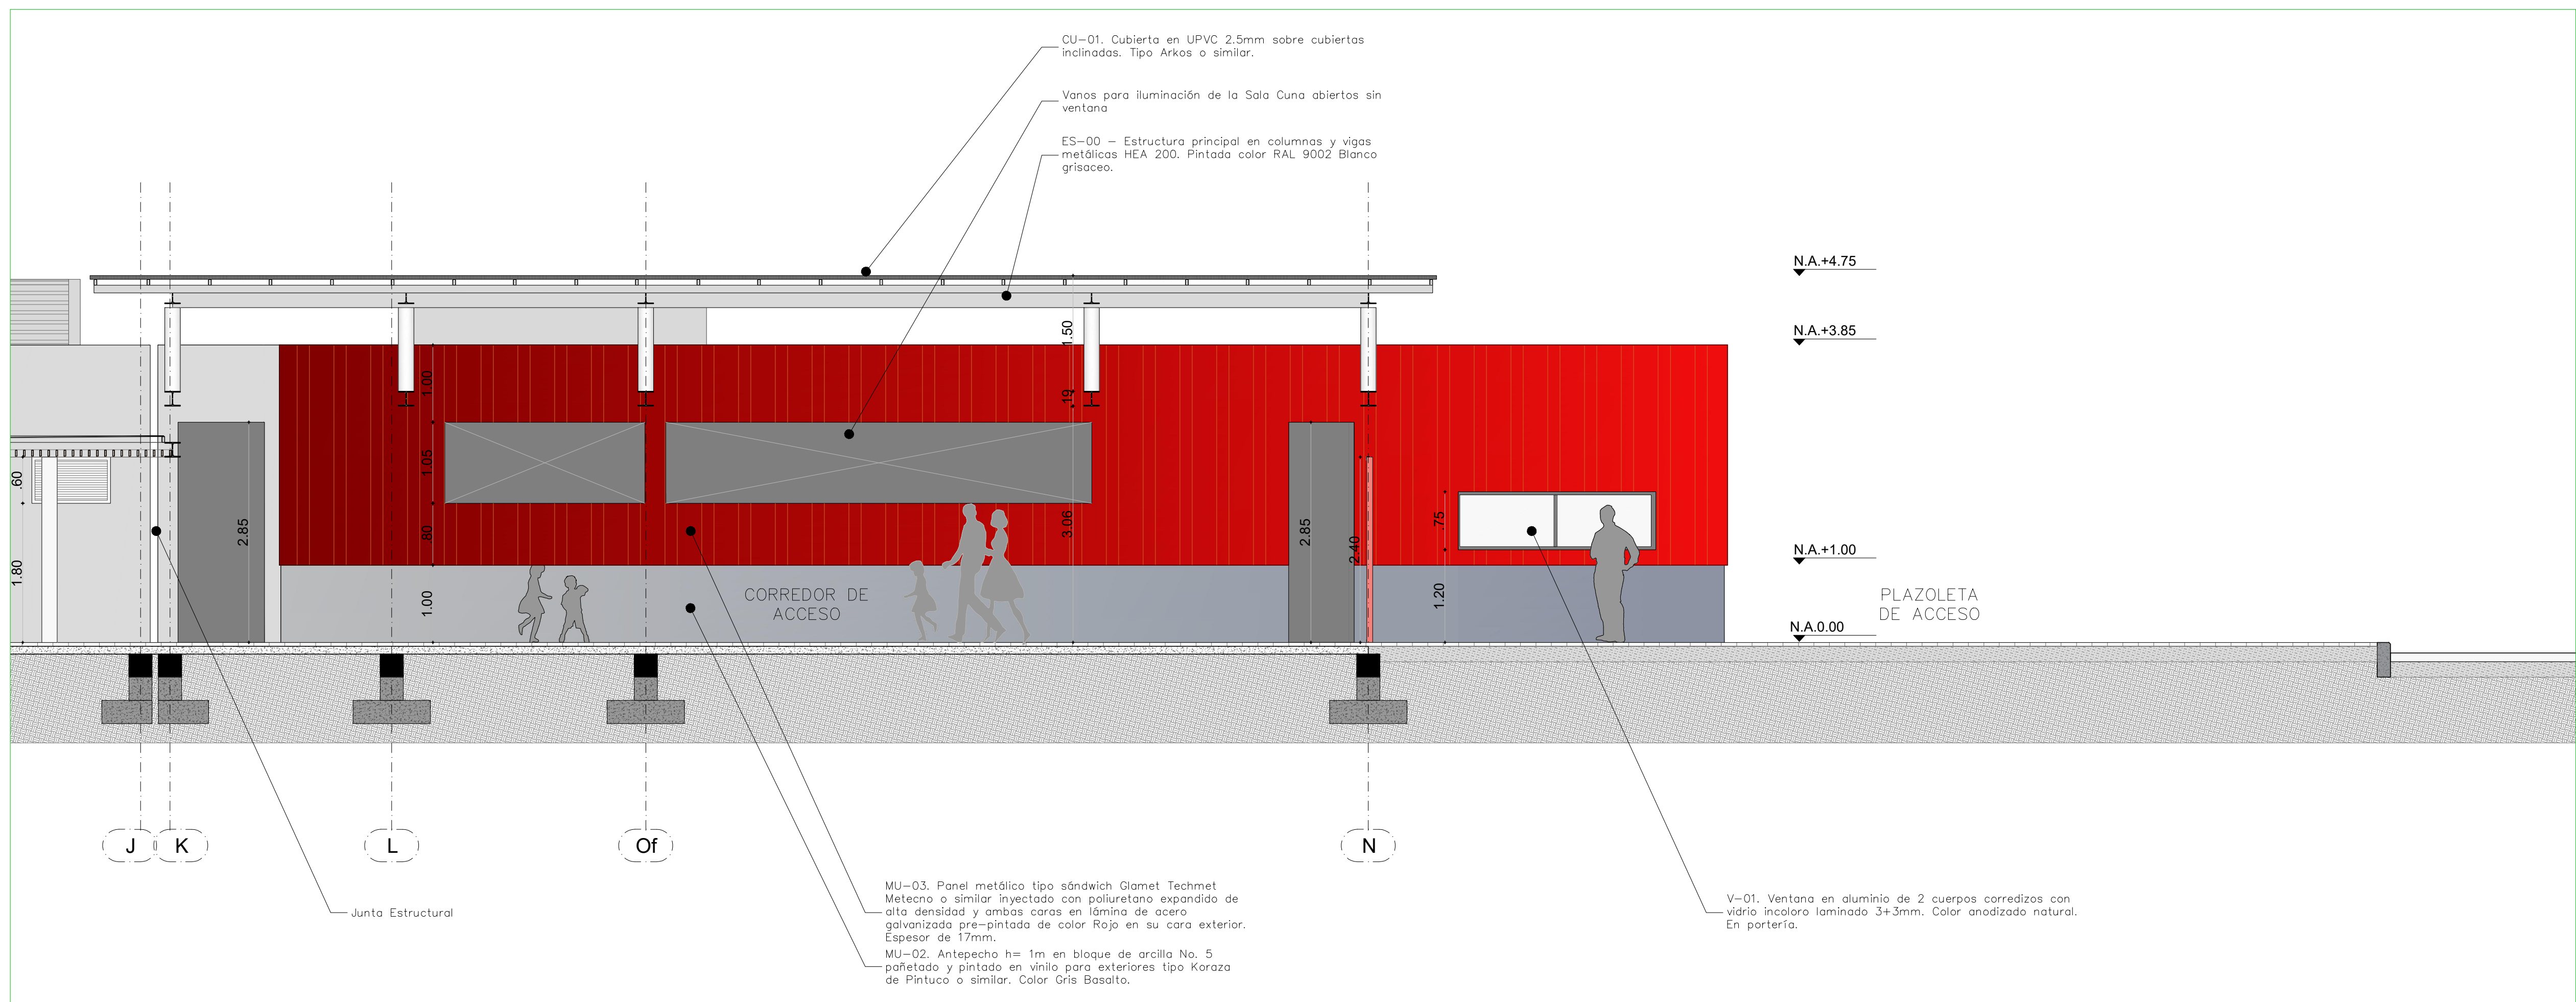 CU-01. Cubierta en UPVC 2.5mm sobre cubiertas
inclinadas. Tipo Arkos o similar.
Vanos para iluminación de la Sala Cuna abiertos sin
ventana
ES-00 - Estructura principal en columnas y vigas
metálicas HEA 200. Pintada color RAL 9002 Blanco
grisaceo.
N.A.+4.75
N.A.+3.85
N.A.+1.00
N.A.0.00
1.50
19
3.06
1.00
1.05
.80
1.00
.60
1.80
2.85
2.85
2.40
.75
1.20
CORREDOR DE
ACCESO
PLAZOLETA
DE ACCESO
J
K
L
Of
N
Junta Estructural
MU-03. Panel metálico tipo sándwich Glamet Techmet
Metecno o similar inyectado con poliuretano expandido de
alta densidad y ambas caras en lámina de acero
galvanizada pre-pintada de color Rojo en su cara exterior.
Espesor de 17mm.
MU-02. Antepecho h= 1m en bloque de arcilla No. 5
pañetado y pintado en vinilo para exteriores tipo Koraza
de Pintuco o similar. Color Gris Basalto.
V-01. Ventana en aluminio de 2 cuerpos corredizos con
vidrio incoloro laminado 3+3mm. Color anodizado natural.
En portería.